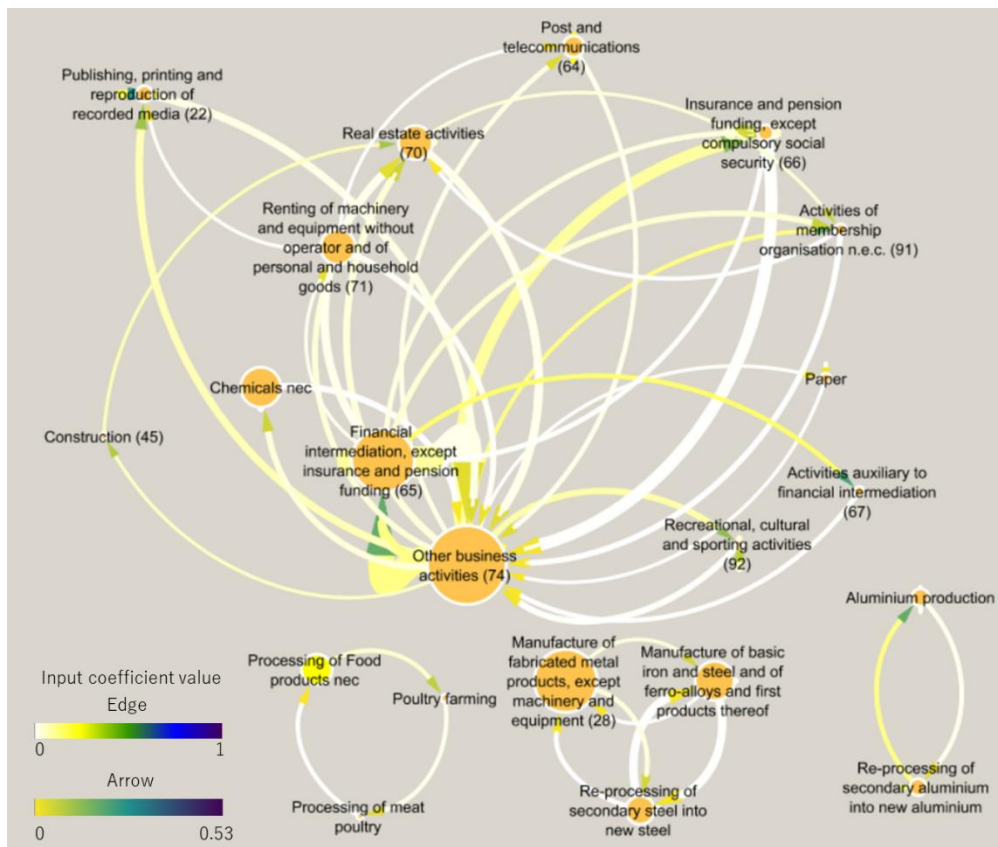 Post and
telecommunications
(64)
Publishing, printing and
reproduction of
recorded media (22)
Insurance and pension
funding, except
compulsory social
security (66)
Real estate activities
(70)
Renting of machinery
and equipment without
operator and of
personal and household
goods (71)
Activities of
membership
organisation n.e.c. (91)
Chemicals nec
Paper
Construction (45)
Financial
intermediation, except
insurance and pension
funding (65)
Activities auxiliary to
financial intermediation
(67)
Recreational, cultural
and sporting activities
(92)
Other business
activities (74)
Aluminium production
Processing of Food
products nec
Poultry farming
Processing of meat
poultry
Manufacture of
fabricated metal
products, except
machinery and
equipment (28)
Manufacture of basic
iron and steel and of
ferro-alloys and first
products thereof
Re-processing of
secondary steel into
new steel
Re-processing of
secondary aluminium
into new aluminium
Input coefficient value
Edge
0 1
Arrow
0 0.53